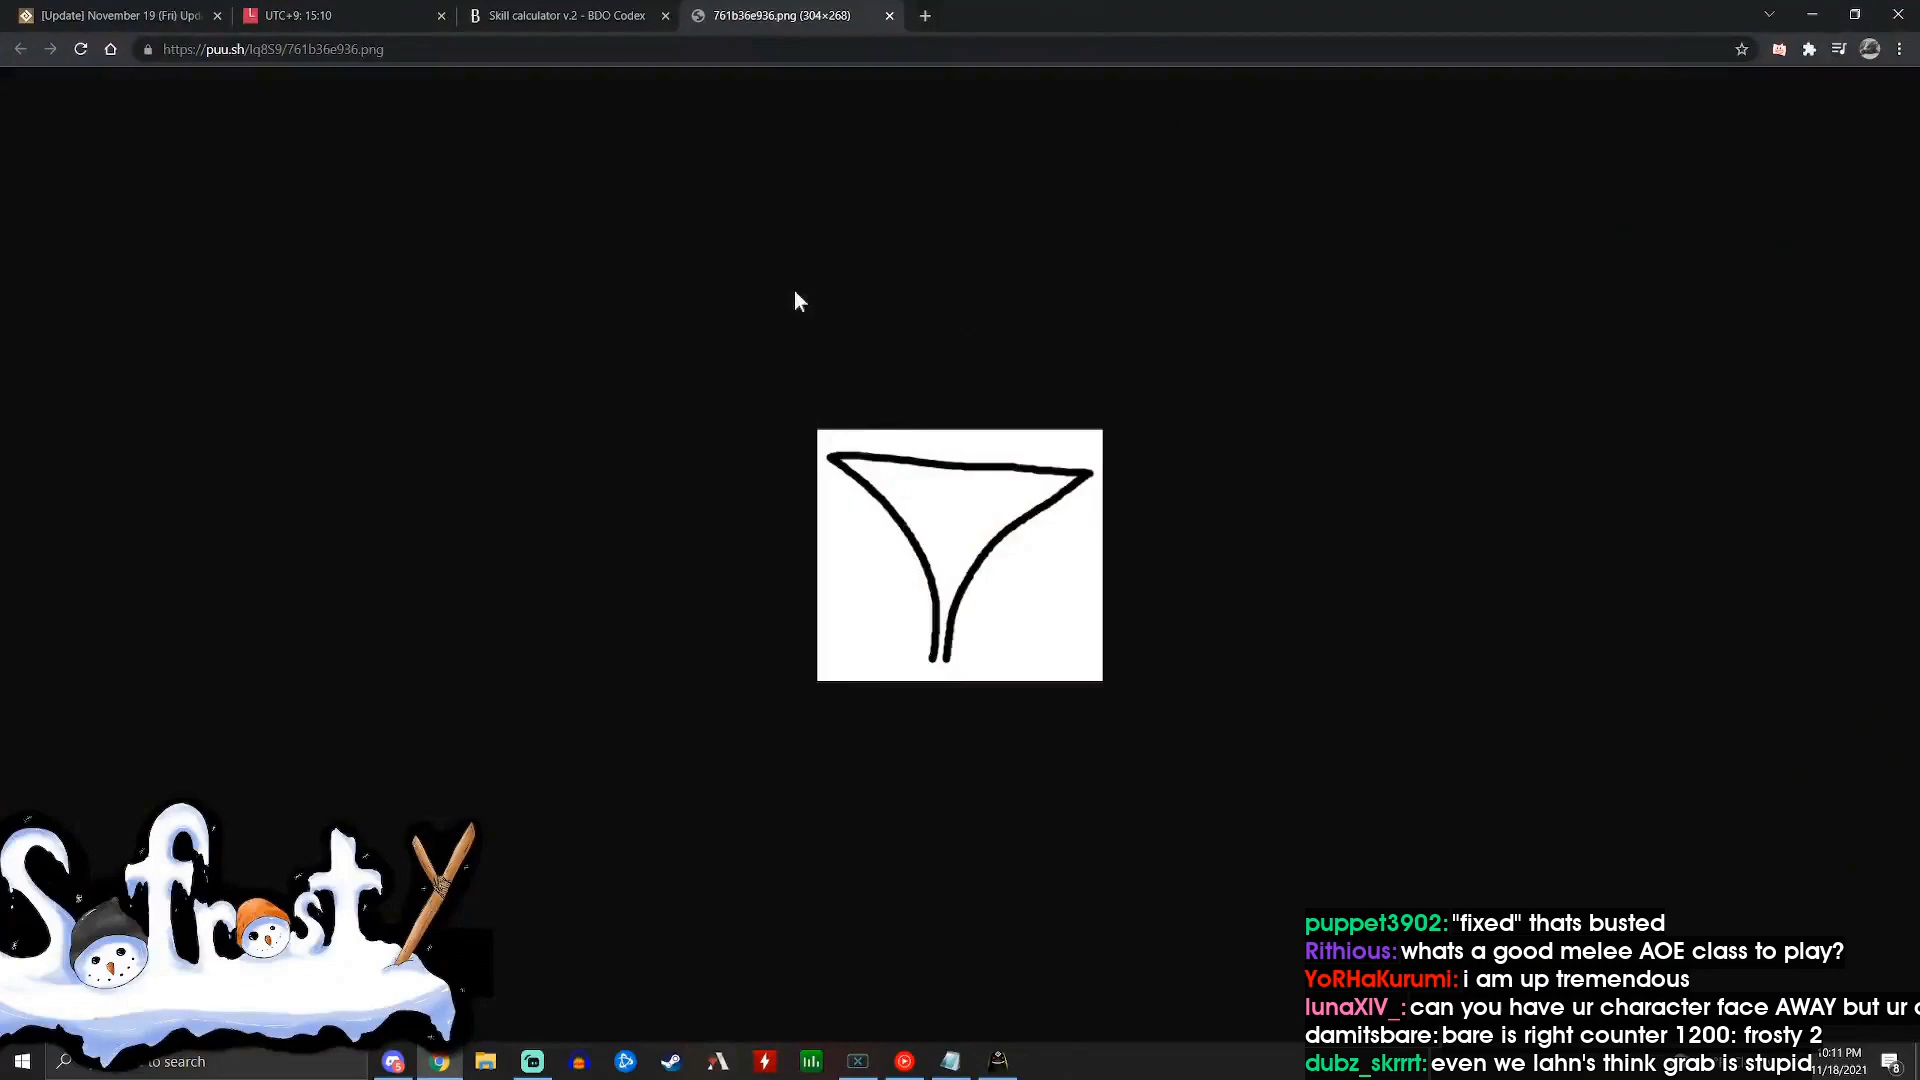 [Update] November 19 (Fri) Upd
UTC+9: 15:10
Skill calculator v.2 - BDO Codex
761b36e936.png (304×268)
https://puu.sh/Iq8S9/761b36e936.png
Sofrosty
puppet3902: "fixed" thats busted
Rithious: whats a good melee AOE class to play?
YoRHaKurumi: i am up tremendous
lunaXIV_: can you have ur character face AWAY but ur c
damitsbare: bare is right counter 1200: frosty 2
dubz_skrrrt: even we lahn's think grab is stupid
to search
10:11 PM
11/18/2021
8